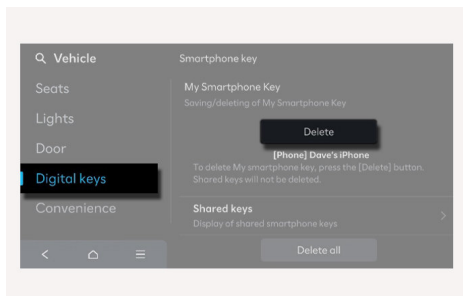 Vehicle
Seats
Lights
Door
Digital keys
Convenience
Smartphone key
My Smartphone Key
Saving/deleting of My Smartphone Key
Delete
[Phone] Dave's iPhone
To delete My smartphone key, press the [Delete] button.
Shared keys will not be deleted.
Shared keys
Display of shared smartphone keys
Delete all